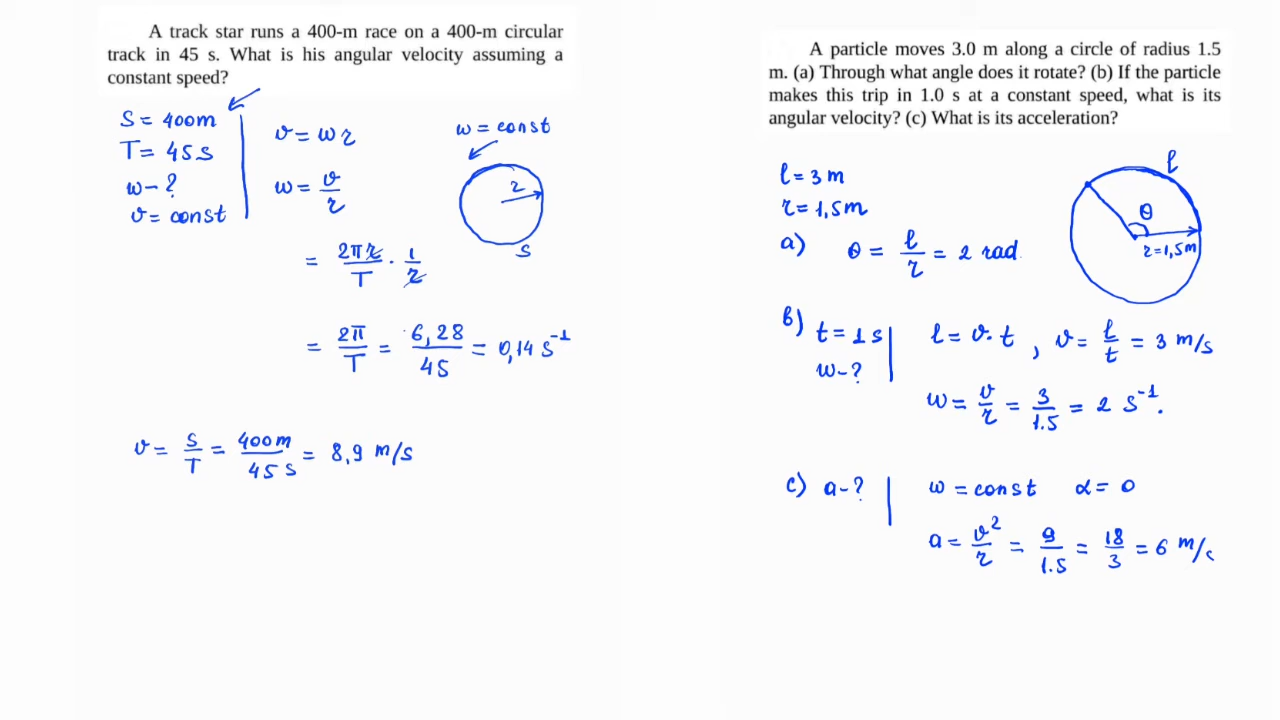 A track star runs a 400-m race on a 400-m circular
track in 45 s. What is his angular velocity assuming a
constant speed?
S = 400m
T = 45s
w - ?
v = const
v = w r
w = v/r
= 2πr/T · 1/r
= 2π/T = 6,28/45 = 0,14 s⁻¹
w = const
r
s
v = s/T = 400m/45 s = 8,9 m/s
A particle moves 3.0 m along a circle of radius 1.5
m. (a) Through what angle does it rotate? (b) If the particle
makes this trip in 1.0 s at a constant speed, what is its
angular velocity? (c) What is its acceleration?
l = 3 m
r = 1,5m
a) θ = l/r = 2 rad
l
θ
r=1,5m
b) t = 1 s
w - ?
l = v·t, v = l/t = 3 m/s
w = v/r = 3/1.5 = 2 s⁻¹.
c) a - ?
w = const α = 0
a = v²/r = 9/1.5 = 18/3 = 6 m/s